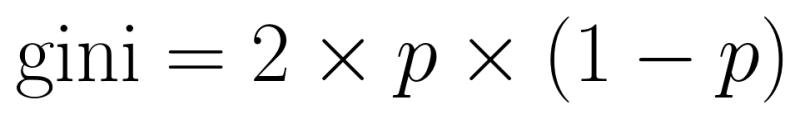 gini = 2 × p × (1 − p)